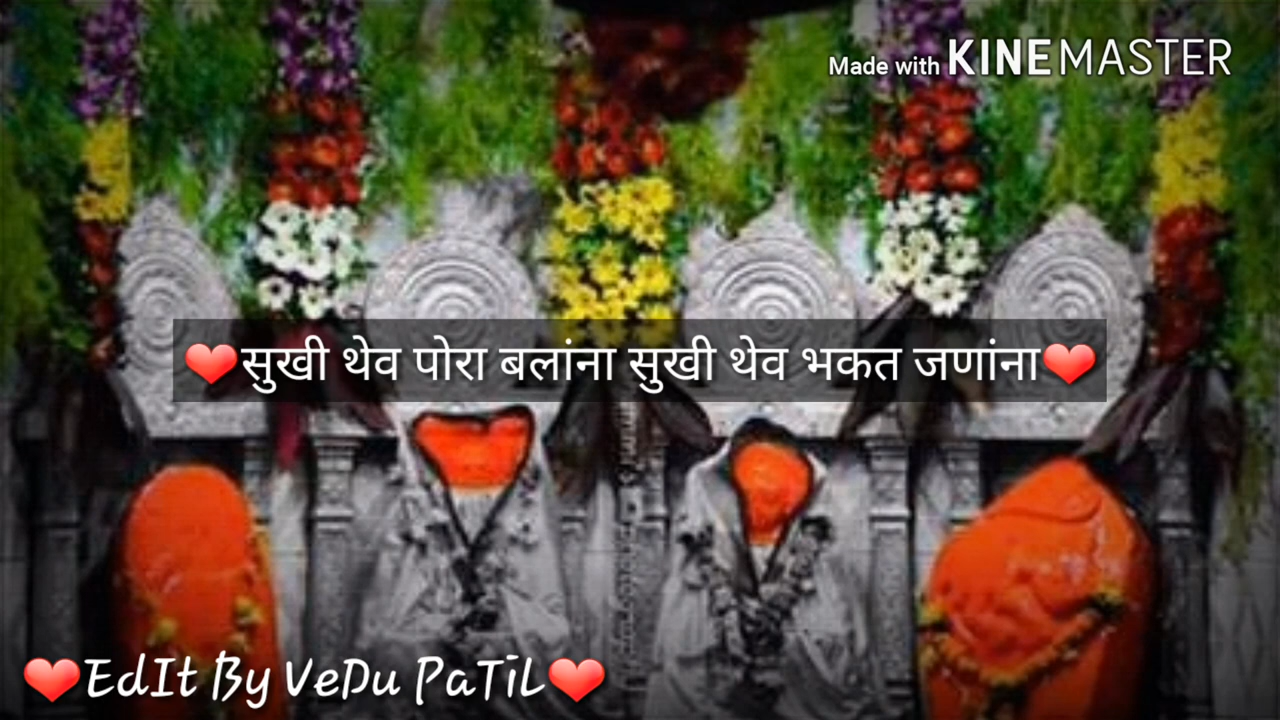 Made with KINEMASTER
❤सुखी थेव पोरा बलांना सुखी थेव भकत जणांना❤
❤EdIt By VeDu PaTiL❤